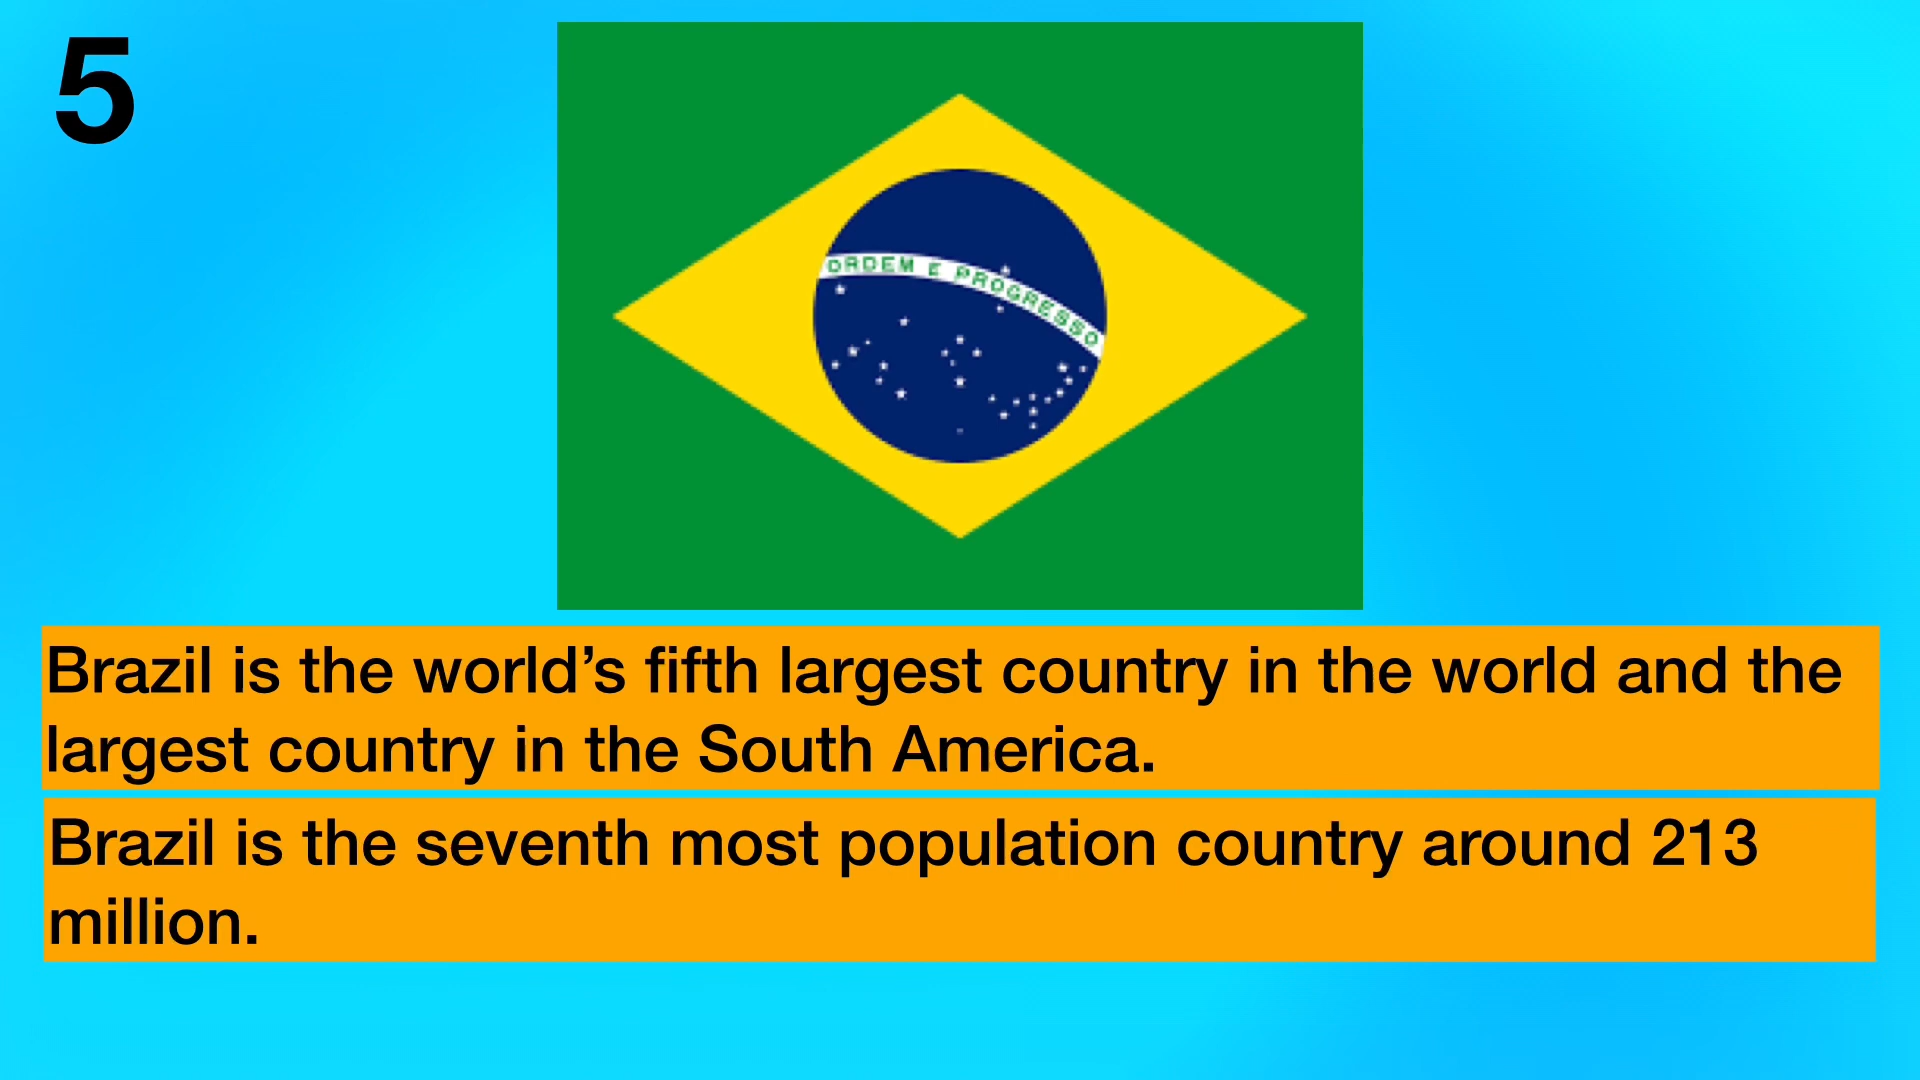 5
ORDEM E PROGRESSO
Brazil is the world’s fifth largest country in the world and the
largest country in the South America.
Brazil is the seventh most population country around 213
million.